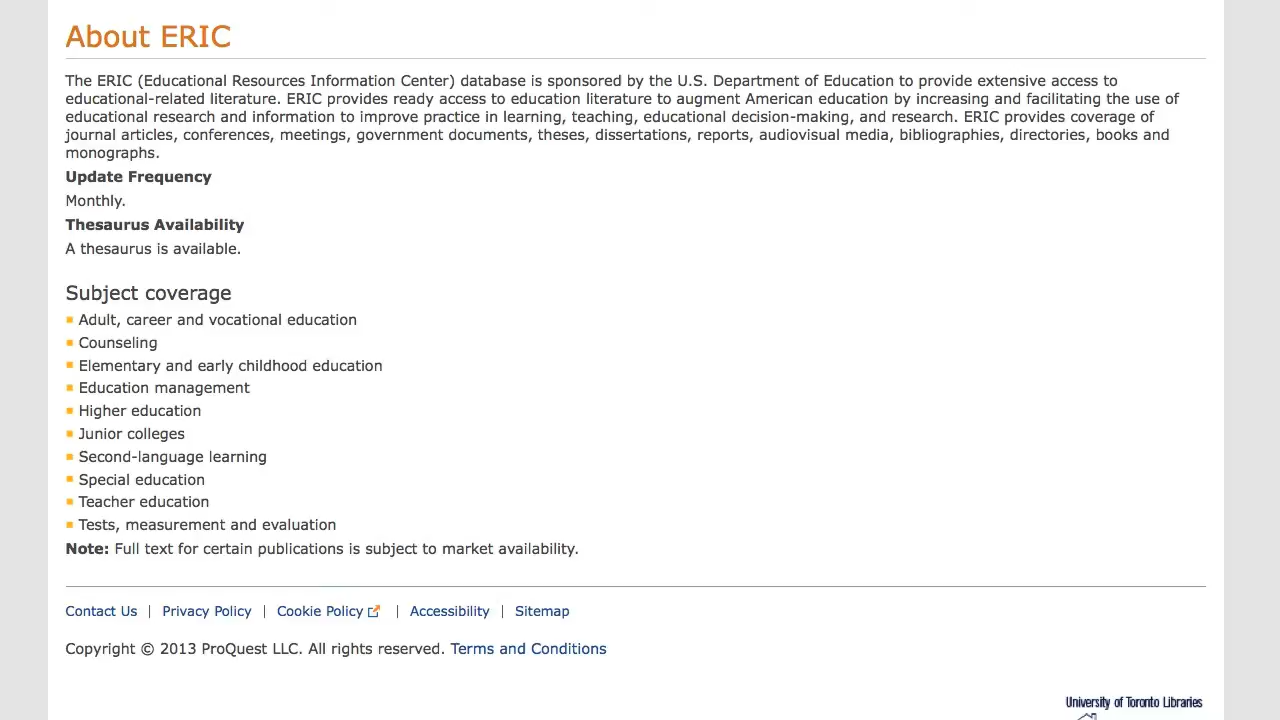 About ERIC
The ERIC (Educational Resources Information Center) database is sponsored by the U.S. Department of Education to provide extensive access to
educational-related literature. ERIC provides ready access to education literature to augment American education by increasing and facilitating the use of
educational research and information to improve practice in learning, teaching, educational decision-making, and research. ERIC provides coverage of
journal articles, conferences, meetings, government documents, theses, dissertations, reports, audiovisual media, bibliographies, directories, books and
monographs.
Update Frequency
Monthly.
Thesaurus Availability
A thesaurus is available.
Subject coverage
Adult, career and vocational education
Counseling
Elementary and early childhood education
Education management
Higher education
Junior colleges
Second-language learning
Special education
Teacher education
Tests, measurement and evaluation
Note: Full text for certain publications is subject to market availability.
Contact Us | Privacy Policy | Cookie Policy | Accessibility | Sitemap
Copyright © 2013 ProQuest LLC. All rights reserved. Terms and Conditions
University of Toronto Libraries